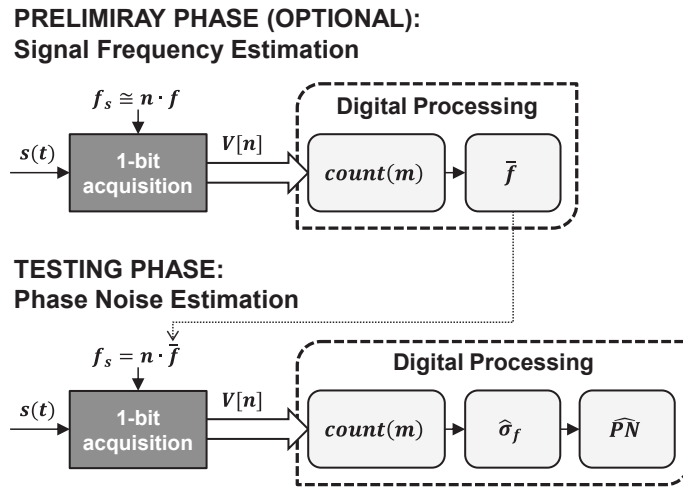 PRELIMIRAY PHASE (OPTIONAL):
Signal Frequency Estimation
f_s ≅ n · f
Digital Processing
s(t)
1-bit
acquisition
V[n]
count(m)
f̄
TESTING PHASE:
Phase Noise Estimation
f_s = n · f̄
Digital Processing
s(t)
1-bit
acquisition
V[n]
count(m)
σ̂_f
P̂N̂